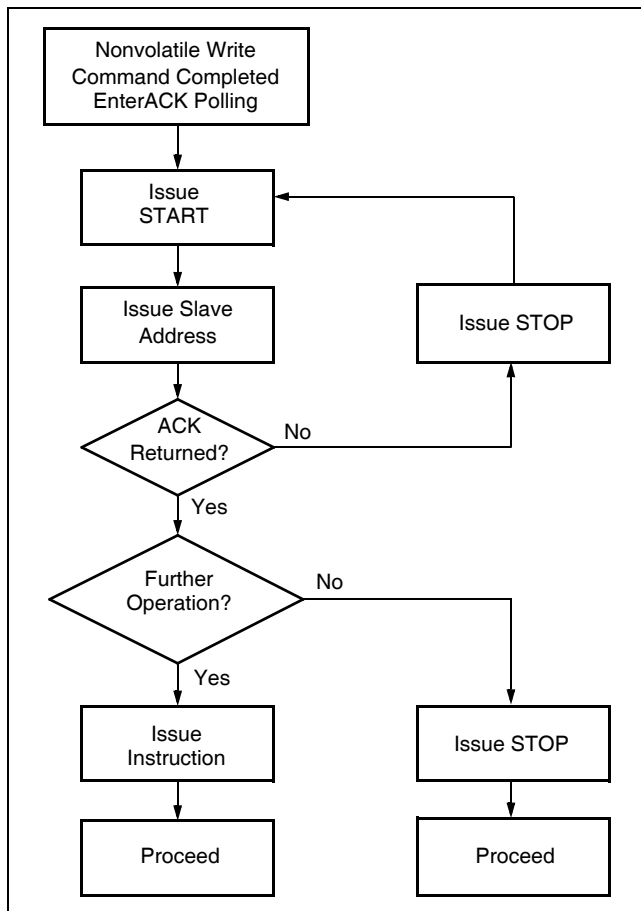 Nonvolatile Write
Command Completed
EnterACK Polling
Issue
START
Issue Slave
Address
Issue STOP
ACK
Returned?
No
Yes
Further
Operation?
No
Yes
Issue
Instruction
Issue STOP
Proceed
Proceed